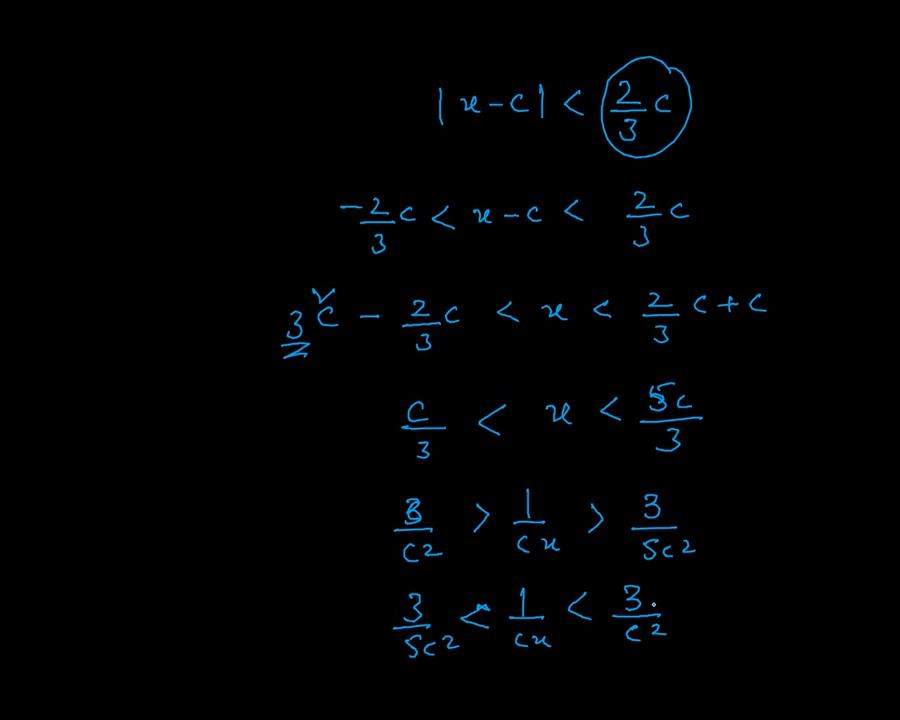 |x-c| < 2/3 c
-2/3 c < x-c < 2/3 c
3 c - 2/3 c < x < 2/3 c + c
c/3 < x < 5c/3
3/c2 > 1/cx > 3/5c2
3/5c2 < 1/cx < 3/c2